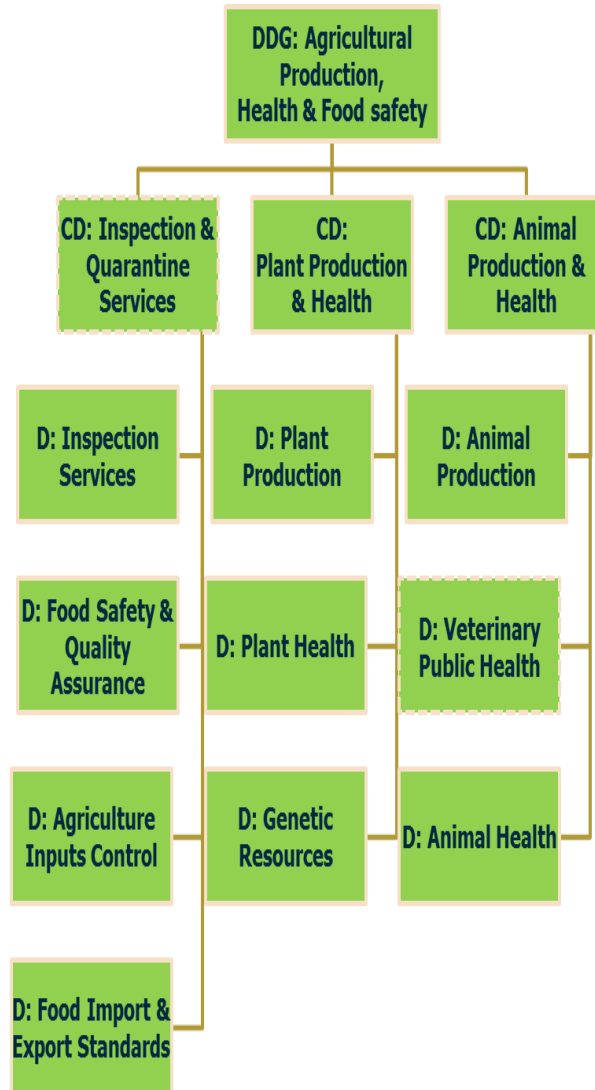 DDG: Agricultural
Production,
Health & Food safety
CD: Inspection &
Quarantine
Services
CD:
Plant Production
& Health
CD: Animal
Production &
Health
D: Inspection
Services
D: Plant
Production
D: Animal
Production
D: Food Safety &
Quality
Assurance
D: Plant Health
D: Veterinary
Public Health
D: Agriculture
Inputs Control
D: Genetic
Resources
D: Animal Health
D: Food Import &
Export Standards